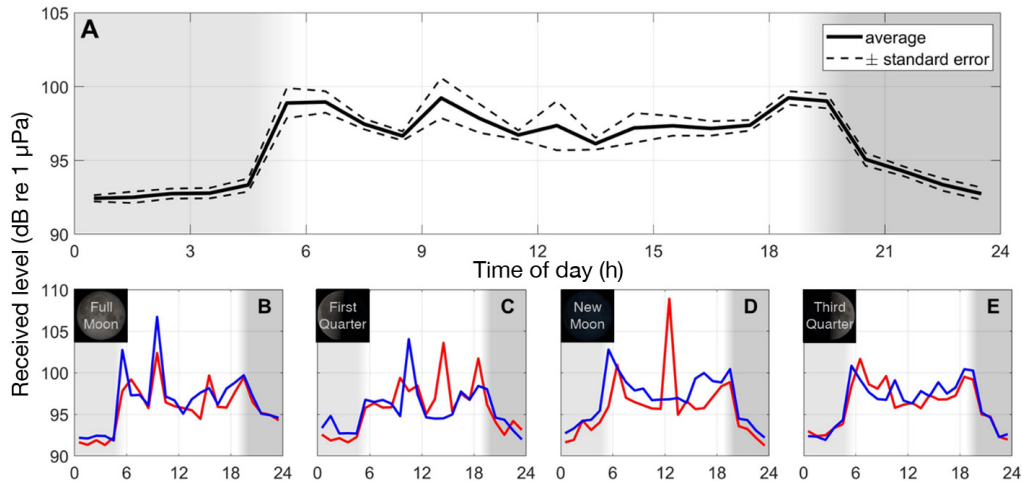 A
105
100
95
90
average
± standard error
0 3 6 9 12 15 18 21 24
Time of day (h)
Received level (dB re 1 μPa)
110
105
100
95
90
Full
Moon
B
0 6 12 18 24
First
Quarter
C
0 6 12 18 24
New
Moon
D
0 6 12 18 24
Third
Quarter
E
0 6 12 18 24